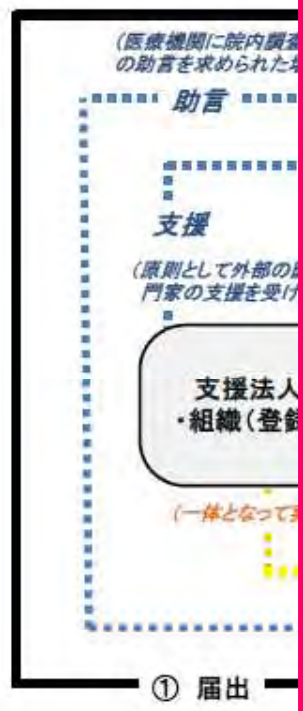 (医療機関に院内調査
の助言を求められた
助言
支援
(原則として外部の
門家の支援を受け
支援法人
・組織(登録
(一体となって
① 届出